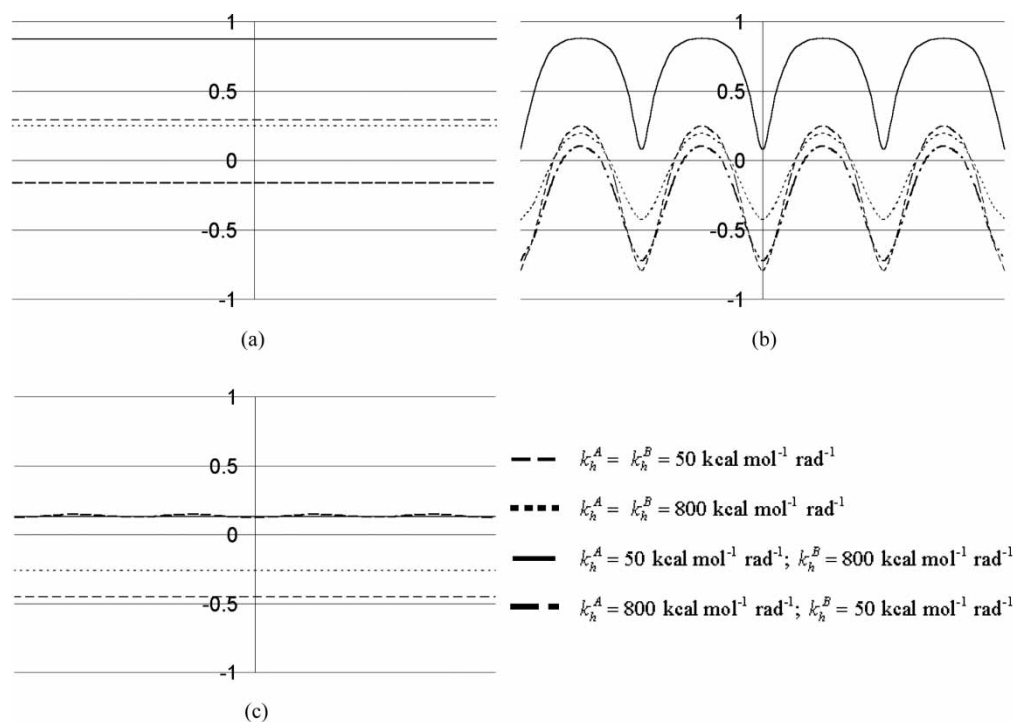 1
0.5
0
-0.5
-1
(a)
1
0.5
0
-0.5
-1
(b)
1
0.5
0
-0.5
-1
(c)
k_h^A = k_h^B = 50 kcal mol⁻¹ rad⁻¹
k_h^A = k_h^B = 800 kcal mol⁻¹ rad⁻¹
k_h^A = 50 kcal mol⁻¹ rad⁻¹; k_h^B = 800 kcal mol⁻¹ rad⁻¹
k_h^A = 800 kcal mol⁻¹ rad⁻¹; k_h^B = 50 kcal mol⁻¹ rad⁻¹